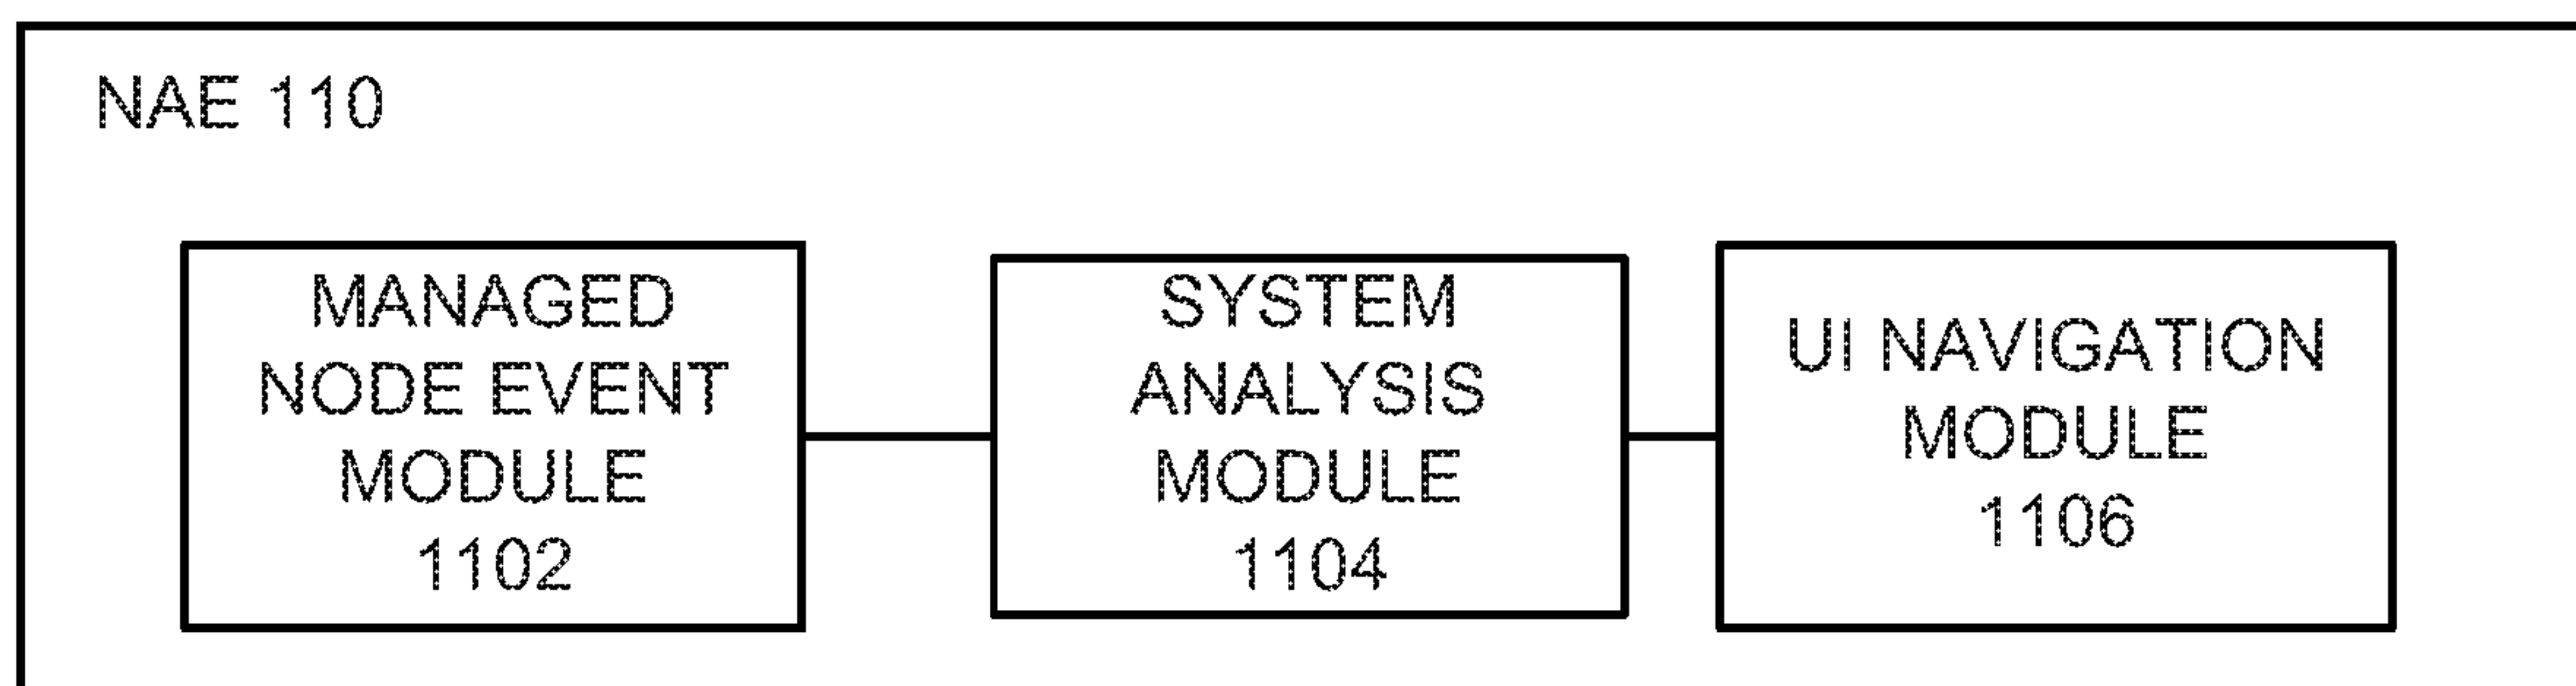 NAE 110
MANAGED
NODE EVENT
MODULE
1102
SYSTEM
ANALYSIS
MODULE
1104
UI NAVIGATION
MODULE
1106